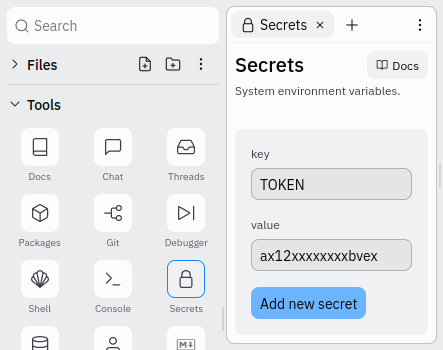 Search
Files
Tools
Docs
Chat
Threads
Packages
Git
Debugger
Shell
Console
Secrets
Secrets
Secrets
Docs
System environment variables.
key
TOKEN
value
ax12xxxxxxxxbvex
Add new secret